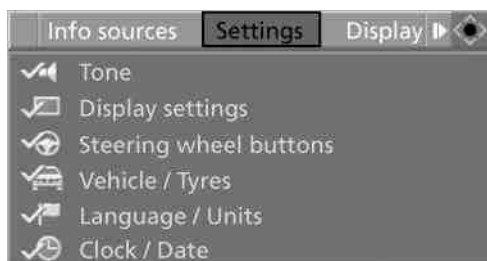 Info sources Settings Display
Tone
Display settings
Steering wheel buttons
Vehicle / Tyres
Language / Units
Clock / Date